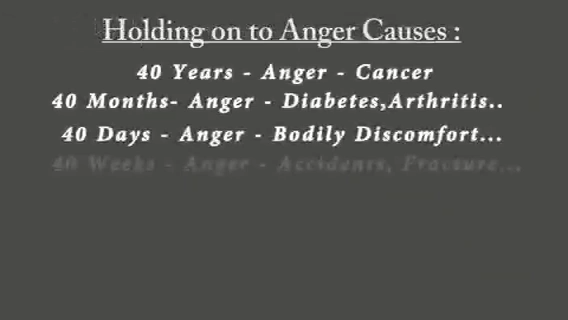 Holding on to Anger Causes :
40 Years - Anger - Cancer
40 Months- Anger - Diabetes,Arthritis..
40 Days - Anger - Bodily Discomfort...
40 Weeks - Anger - Accidents, Fracture...